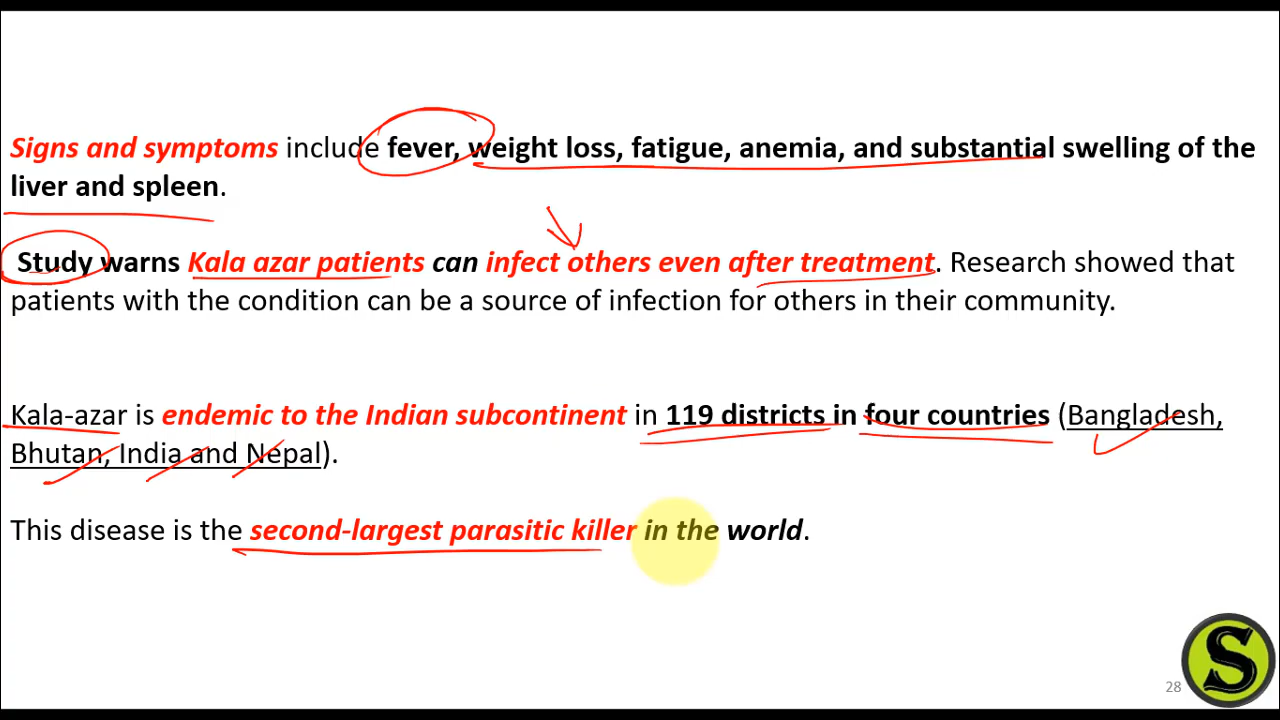 Signs and symptoms include fever, weight loss, fatigue, anemia, and substantial swelling of the
liver and spleen.
Study warns Kala azar patients can infect others even after treatment. Research showed that
patients with the condition can be a source of infection for others in their community.
Kala-azar is endemic to the Indian subcontinent in 119 districts in four countries (Bangladesh,
Bhutan, India and Nepal).
This disease is the second-largest parasitic killer in the world.
S
28